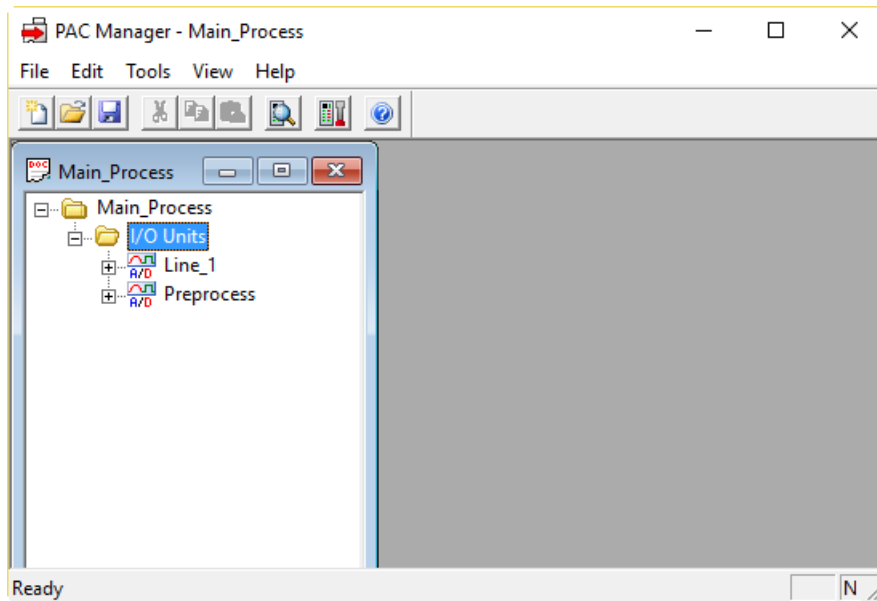 PAC Manager - Main_Process
File Edit Tools View Help
Main_Process
Main_Process
I/O Units
A/D Line_1
A/D Preprocess
Ready
N